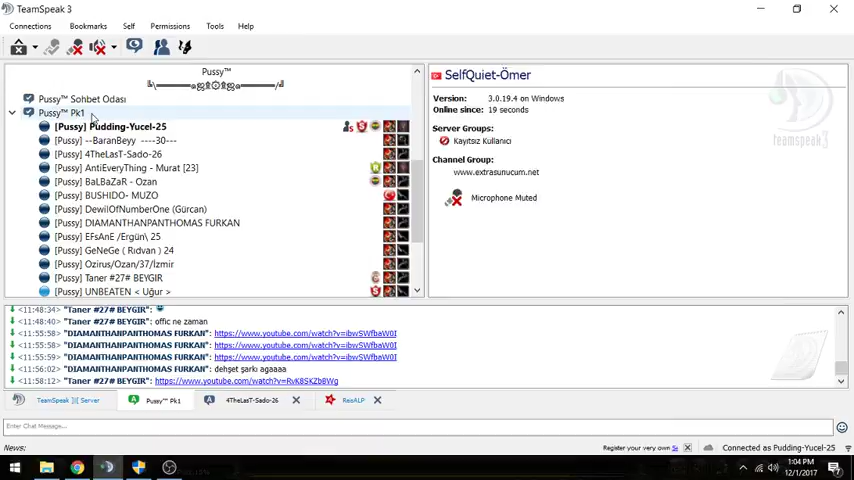 TeamSpeak 3
Connections Bookmarks Self Permissions Tools Help
Pussy™
Pussy™ Sohbet Odası
Pussy™ Pk1
[Pussy] Pudding-Yucel-25
[Pussy] --BaranBeyy ----30---
[Pussy] 4TheLasT-Sado-26
[Pussy] AntiEveryThing - Murat [23]
[Pussy] BaLBaZaR - Ozan
[Pussy] BUSHIDO- MUZO
[Pussy] DewilOfNumberOne (Gürcan)
[Pussy] DIAMANTHANPANTHOMAS FURKAN
[Pussy] EFsAnE /Ergün\ 25
[Pussy] GeNeGe ( Rıdvan ) 24
[Pussy] Ozirus/Ozan/37/İzmir
[Pussy] Taner #27# BEYGIR
[Pussy] UNBEATEN < Uğur >
SelfQuiet-Ömer
Version: 3.0.19.4 on Windows
Online since: 19 seconds
Server Groups:
Kayıtsız Kullanici
Channel Group:
www.extrasunucum.net
Microphone Muted
teamspeak3
<11:48:34> "Taner #27# BEYGIR":
<11:48:40> "Taner #27# BEYGIR": offic ne zaman
<11:55:58> "DIAMANTHANPANTHOMAS FURKAN": https://www.youtube.com/watch?v=ibwSWfbaW0I
<11:55:58> "DIAMANTHANPANTHOMAS FURKAN": https://www.youtube.com/watch?v=ibwSWfbaW0I
<11:55:59> "DIAMANTHANPANTHOMAS FURKAN": https://www.youtube.com/watch?v=ibwSWfbaW0I
<11:56:02> "DIAMANTHANPANTHOMAS FURKAN": dehşet şarkı agaaaa
<11:58:12> "Taner #27# BEYGIR": https://www.youtube.com/watch?v=RvK8SKZbBWg
TeamSpeak ]I[ Server Pussy™ Pk1 4TheLasT-Sado-26 RaisALP
Enter Chat Message...
News: Register your very own Connected as Pudding-Yucel-25
1:04 PM
12/1/2017